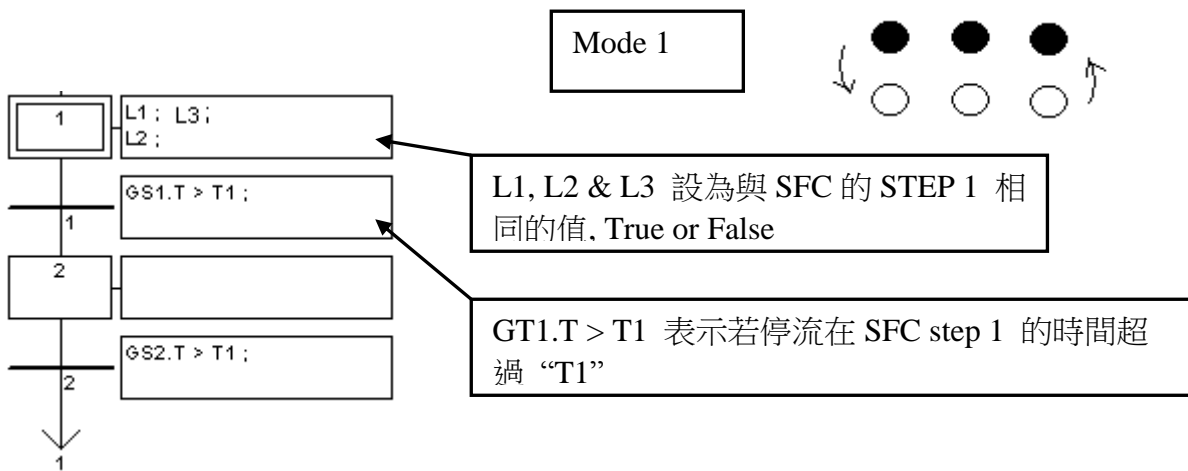 Mode 1
1
L1 ; L3 ;
L2 ;
L1, L2 & L3 設為與 SFC 的 STEP 1 相
同的值, True or False
GS1.T > T1 ;
1
2
GT1.T > T1 表示若停流在 SFC step 1 的時間超
過 “T1”
GS2.T > T1 ;
2
1